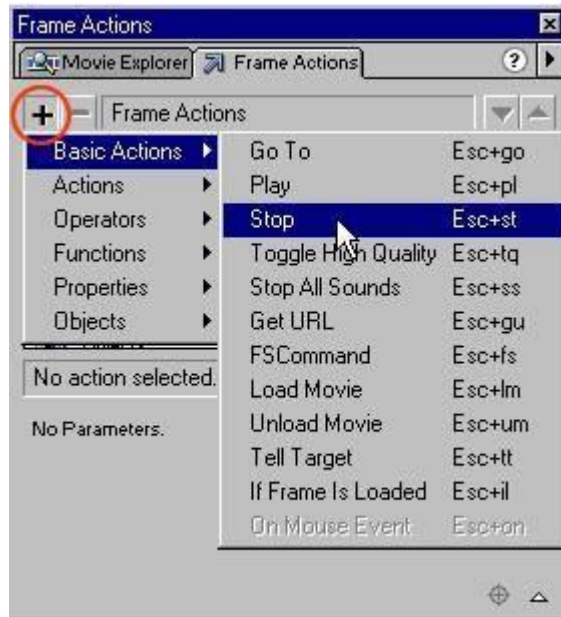 Frame Actions
Movie Explorer Frame Actions ?
+ − Frame Actions
Basic Actions
Actions
Operators
Functions
Properties
Objects
Go To Esc+go
Play Esc+pl
Stop Esc+st
Toggle High Quality Esc+tq
Stop All Sounds Esc+ss
Get URL Esc+gu
FSCommand Esc+fs
Load Movie Esc+lm
Unload Movie Esc+um
Tell Target Esc+tt
If Frame Is Loaded Esc+il
On Mouse Event Esc+on
No action selected.
No Parameters.